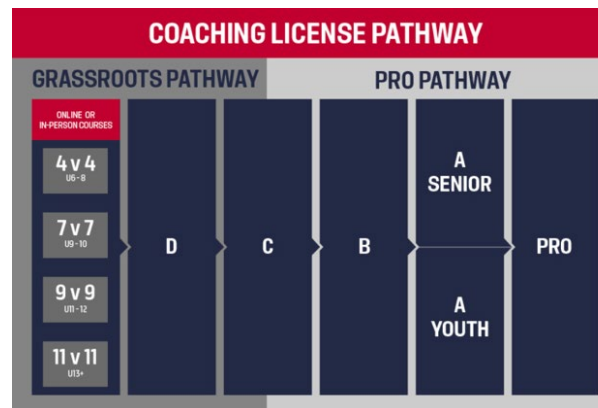 COACHING LICENSE PATHWAY
GRASSROOTS PATHWAY
PRO PATHWAY
ONLINE OR
IN-PERSON COURSES
4 v 4
U6-8
7 v 7
U9-10
9 v 9
U11-12
11 v 11
U13+
D
C
B
A
SENIOR
A
YOUTH
PRO